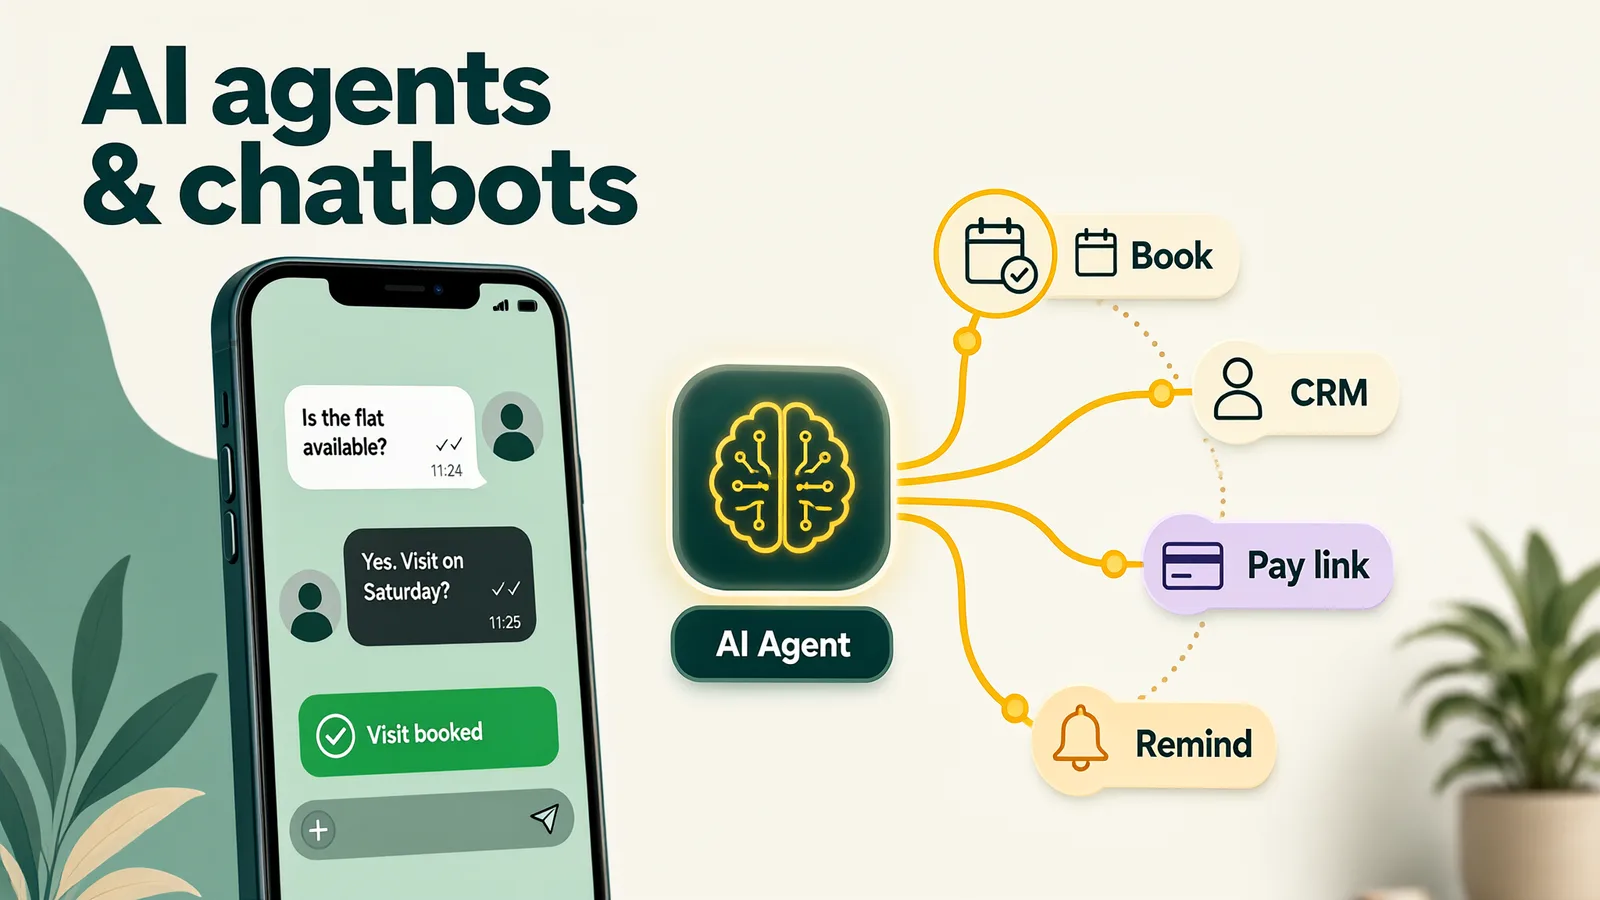 AI agents
& chatbots
Is the flat
available?
11:24
Yes. Visit on
Saturday?
11:25
Visit booked
AI Agent
Book
CRM
Pay link
Remind